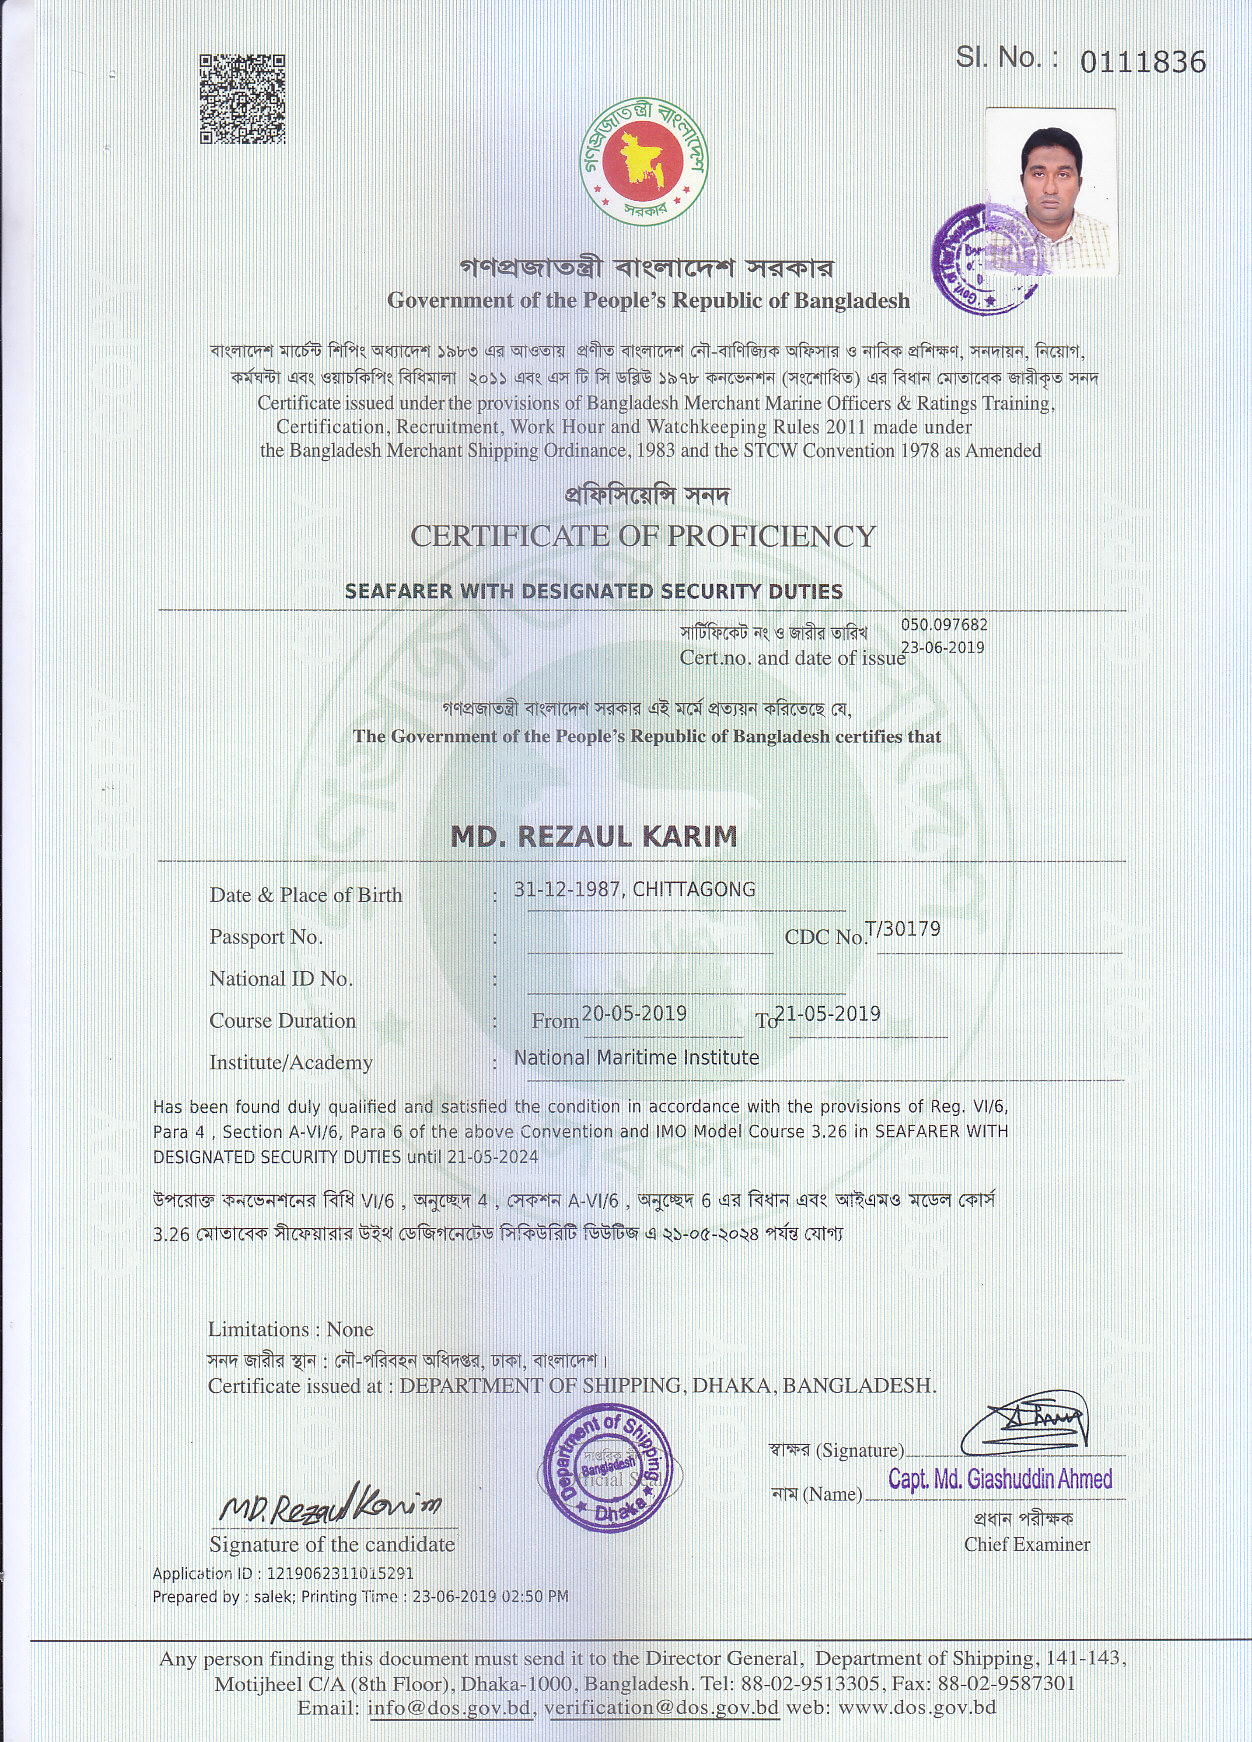 Sl. No. : 0111836
গণপ্রজাতন্ত্রী বাংলাদেশ
সরকার
গণপ্রজাতন্ত্রী বাংলাদেশ সরকার
Government of the People's Republic of Bangladesh
বাংলাদেশ মার্চেন্ট শিপিং অধ্যাদেশ ১৯৮৩ এর আওতায় প্রণীত বাংলাদেশ নৌ-বাণিজ্যিক অফিসার ও নাবিক প্রশিক্ষণ, সনদায়ন, নিয়োগ,
কর্মঘন্টা এবং ওয়াচকিপিং বিধিমালা ২০১১ এবং এস টি সি ডব্লিউ ১৯৭৮ কনভেনশন (সংশোধিত) এর বিধান মোতাবেক জারীকৃত সনদ
Certificate issued under the provisions of Bangladesh Merchant Marine Officers & Ratings Training,
Certification, Recruitment, Work Hour and Watchkeeping Rules 2011 made under
the Bangladesh Merchant Shipping Ordinance, 1983 and the STCW Convention 1978 as Amended
প্রফিসিয়েন্সি সনদ
CERTIFICATE OF PROFICIENCY
SEAFARER WITH DESIGNATED SECURITY DUTIES
সার্টিফিকেট নং ও জারীর তারিখ 050.097682
Cert.no. and date of issue 23-06-2019
গণপ্রজাতন্ত্রী বাংলাদেশ সরকার এই মর্মে প্রত্যয়ন করিতেছে যে,
The Government of the People's Republic of Bangladesh certifies that
MD. REZAUL KARIM
Date & Place of Birth : 31-12-1987, CHITTAGONG
Passport No. : CDC No. T/30179
National ID No. :
Course Duration : From 20-05-2019 To 21-05-2019
Institute/Academy : National Maritime Institute
Has been found duly qualified and satisfied the condition in accordance with the provisions of Reg. VI/6,
Para 4 , Section A-VI/6, Para 6 of the above Convention and IMO Model Course 3.26 in SEAFARER WITH
DESIGNATED SECURITY DUTIES until 21-05-2024
উপরোক্ত কনভেনশনের বিধি VI/6 , অনুচ্ছেদ 4 , সেকশন A-VI/6 , অনুচ্ছেদ 6 এর বিধান এবং আইএমও মডেল কোর্স
3.26 মোতাবেক সীফেয়ারার উইথ ডেজিগনেটেড সিকিউরিটি ডিউটিজ এ ২১-০৫-২০২৪ পর্যন্ত যোগ্য
Limitations : None
সনদ জারীর স্থান : নৌ-পরিবহন অধিদপ্তর, ঢাকা, বাংলাদেশ।
Certificate issued at : DEPARTMENT OF SHIPPING, DHAKA, BANGLADESH.
Department of Shipping
Bangladesh
Dhaka
স্বাক্ষর (Signature)
নাম (Name) Capt. Md. Giashuddin Ahmed
প্রধান পরীক্ষক
Chief Examiner
MD. Rezaul Karim
Signature of the candidate
Application ID : 1219062311015291
Prepared by : salek; Printing Time : 23-06-2019 02:50 PM
Any person finding this document must send it to the Director General, Department of Shipping, 141-143,
Motijheel C/A (8th Floor), Dhaka-1000, Bangladesh. Tel: 88-02-9513305, Fax: 88-02-9587301
Email: info@dos.gov.bd, verification@dos.gov.bd web: www.dos.gov.bd